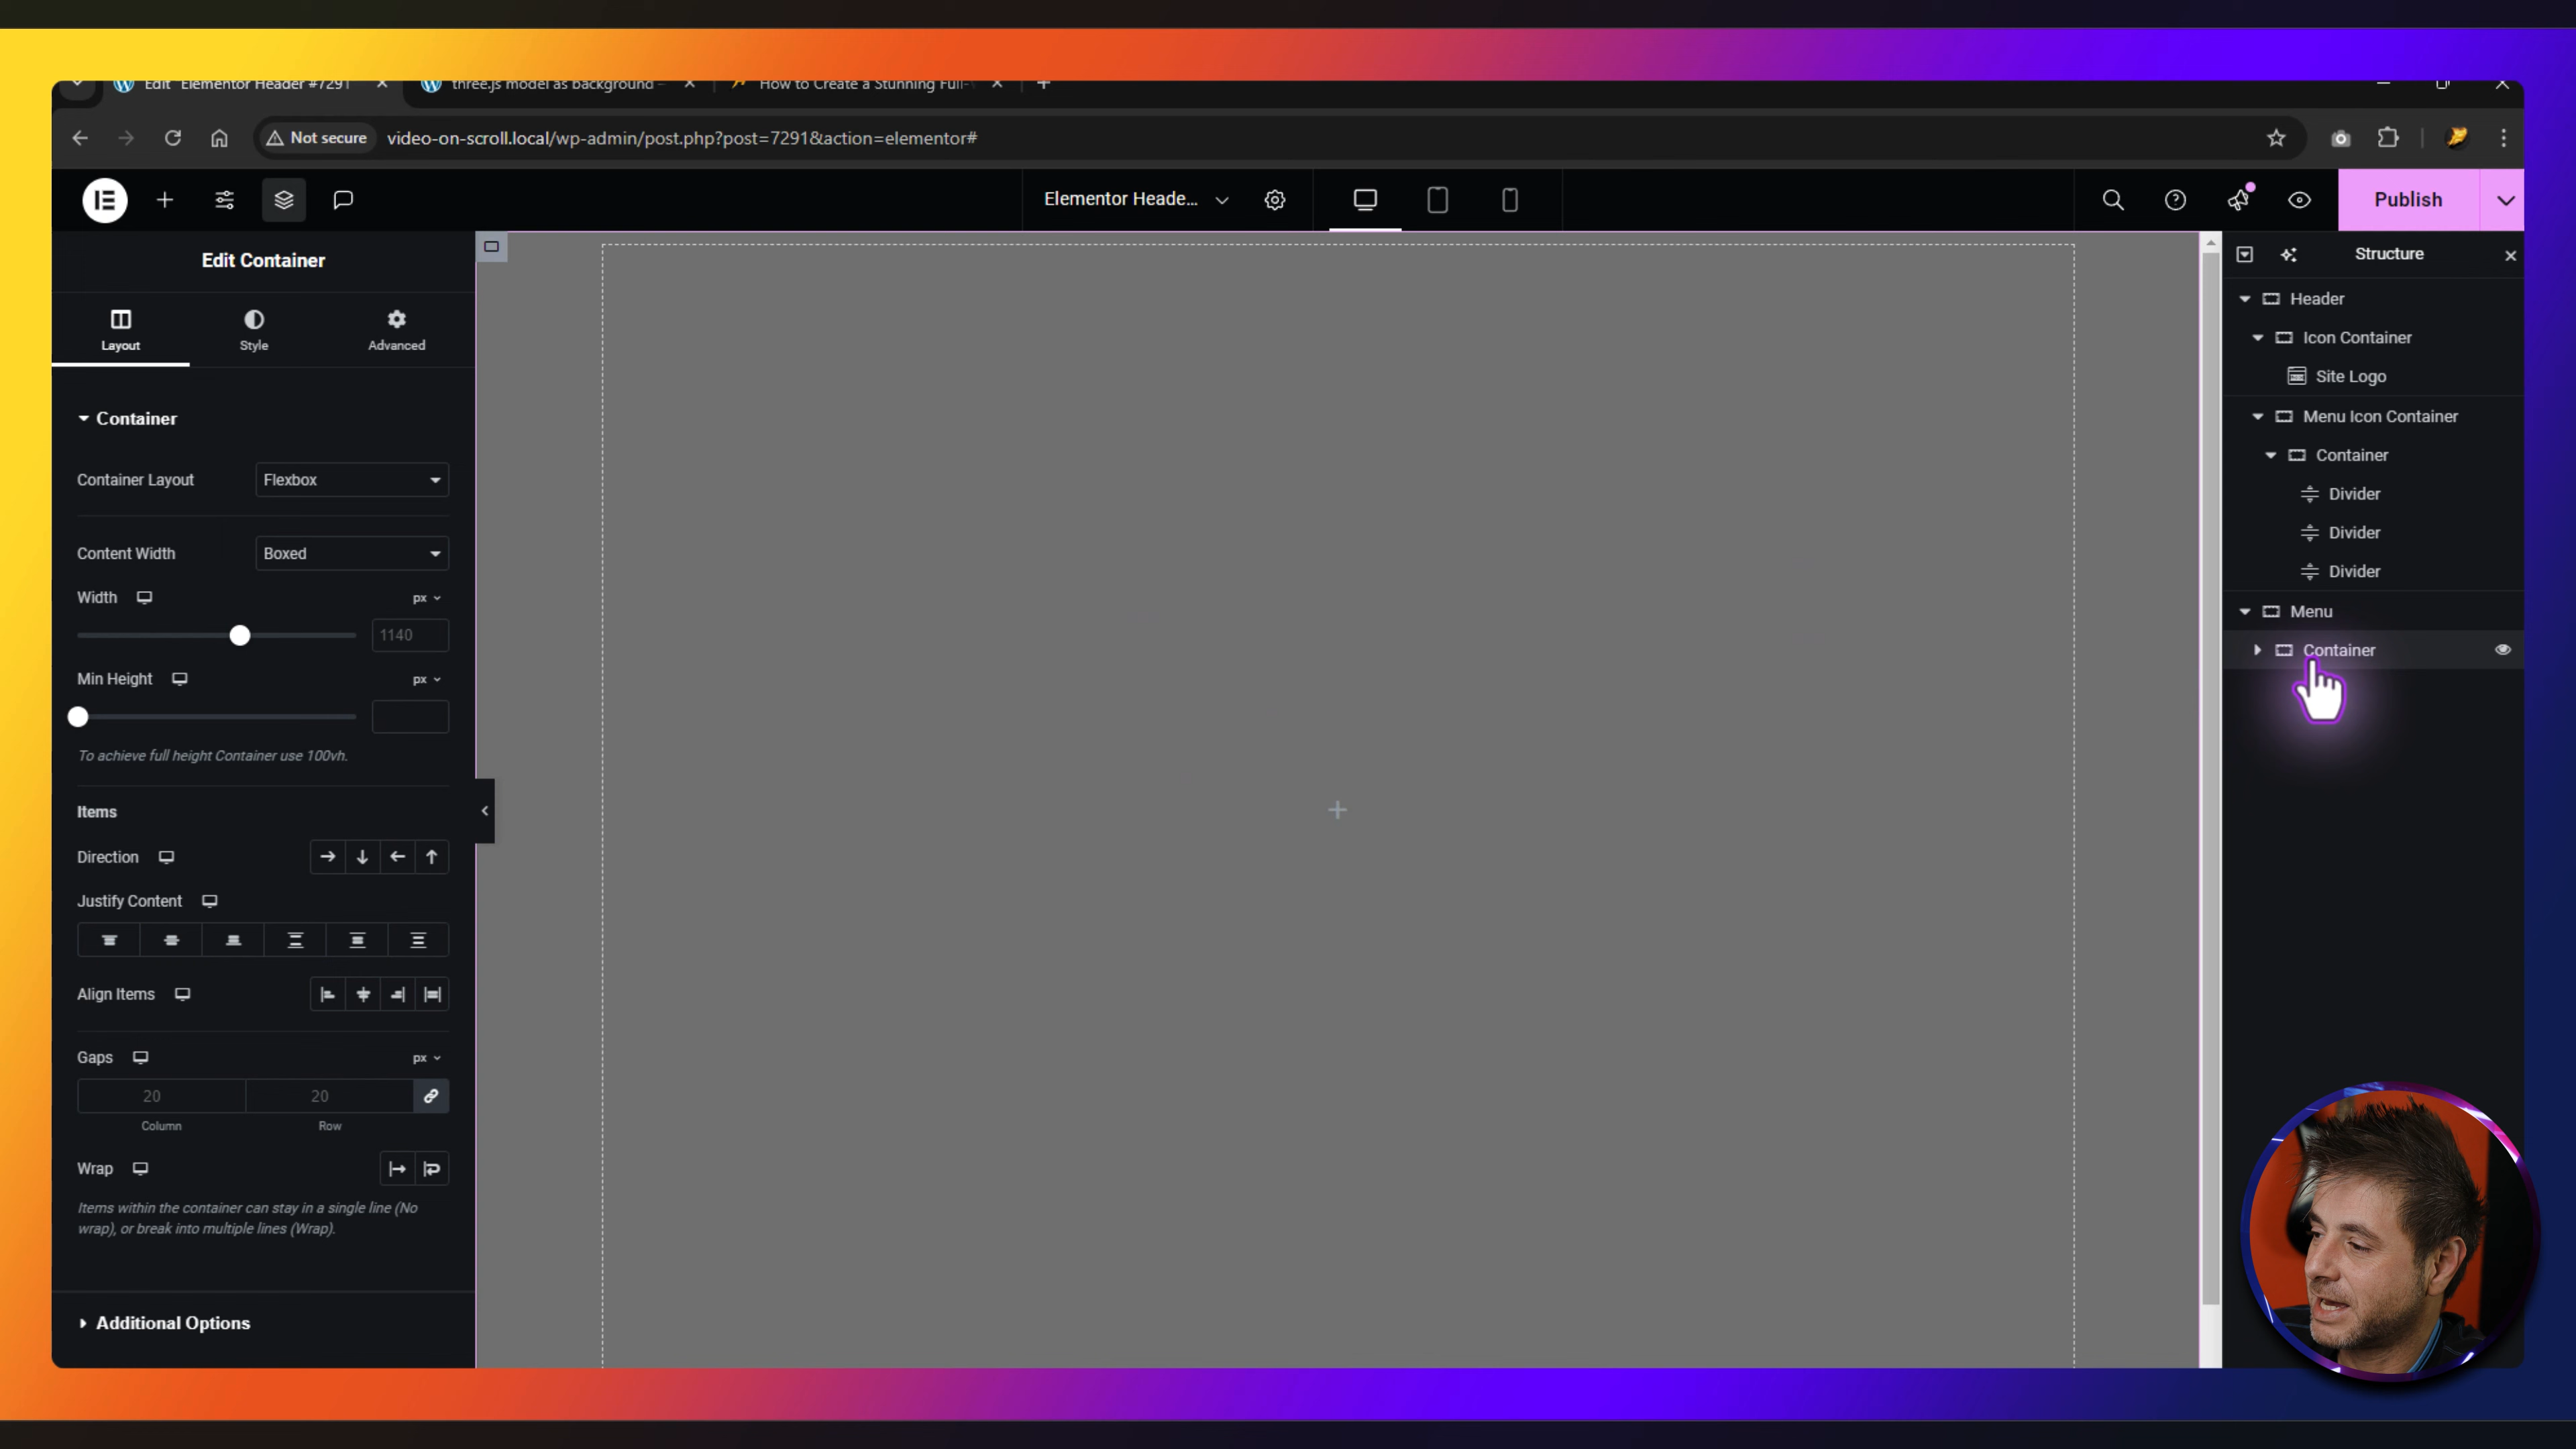 Edit "Elementor Header #7291
three.js model as background –
How to Create a Stunning Full-
Not secure
video-on-scroll.local/wp-admin/post.php?post=7291&action=elementor#
Elementor Heade...
Publish
Edit Container
Layout
Style
Advanced
Container
Container Layout
Flexbox
Content Width
Boxed
Width
px
1140
Min Height
px
To achieve full height Container use 100vh.
Items
Direction
Justify Content
Align Items
Gaps
px
20
20
Column
Row
Wrap
Items within the container can stay in a single line (No
wrap), or break into multiple lines (Wrap).
Additional Options
Structure
Header
Icon Container
Site Logo
Menu Icon Container
Container
Divider
Divider
Divider
Menu
Container